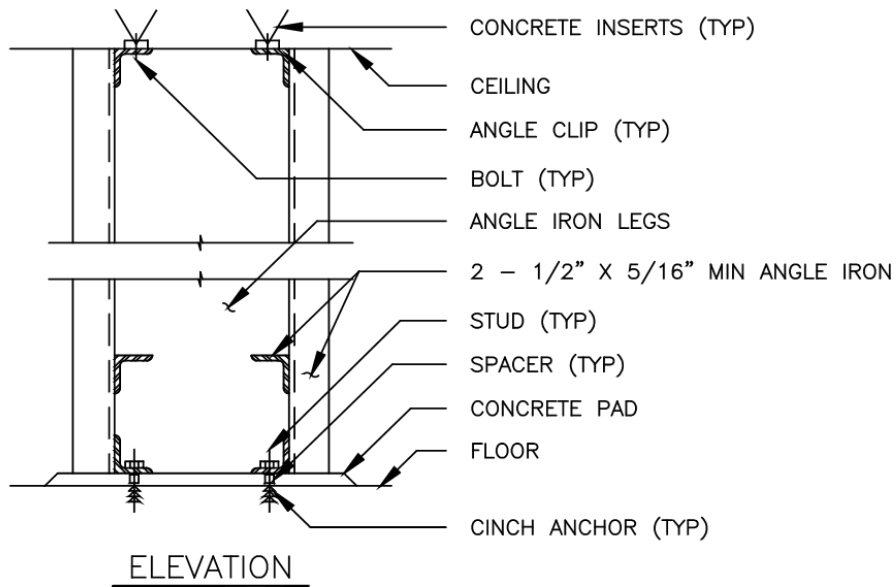 CONCRETE INSERTS (TYP)
CEILING
ANGLE CLIP (TYP)
BOLT (TYP)
ANGLE IRON LEGS
2 – 1/2” X 5/16” MIN ANGLE IRON
STUD (TYP)
SPACER (TYP)
CONCRETE PAD
FLOOR
CINCH ANCHOR (TYP)
ELEVATION